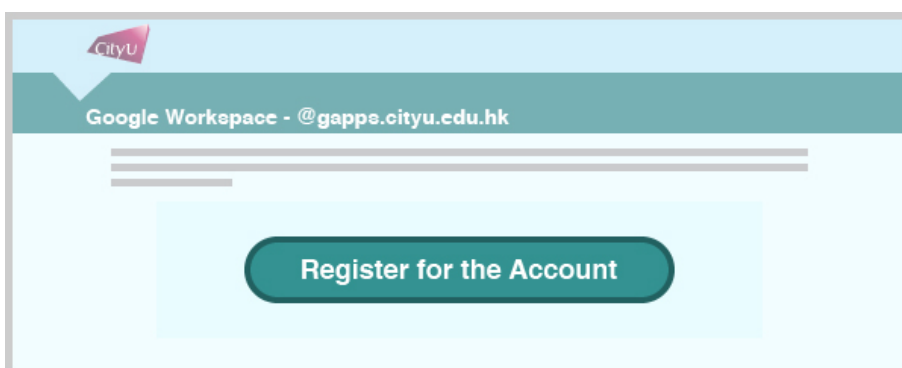 CityU
Google Workspace - @gapps.cityu.edu.hk
Register for the Account